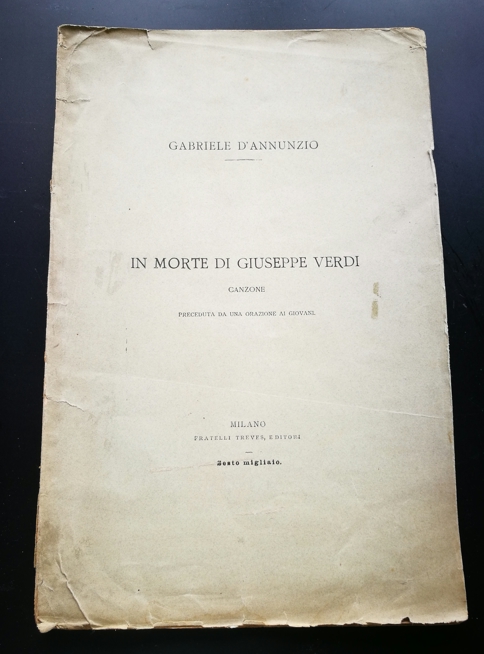 GABRIELE D'ANNUNZIO
IN MORTE DI GIUSEPPE VERDI
CANZONE
PRECEDUTA DA UNA ORAZIONE AI GIOVANI.
MILANO
FRATELLI TREVES, EDITORI
Sesto migliaio.